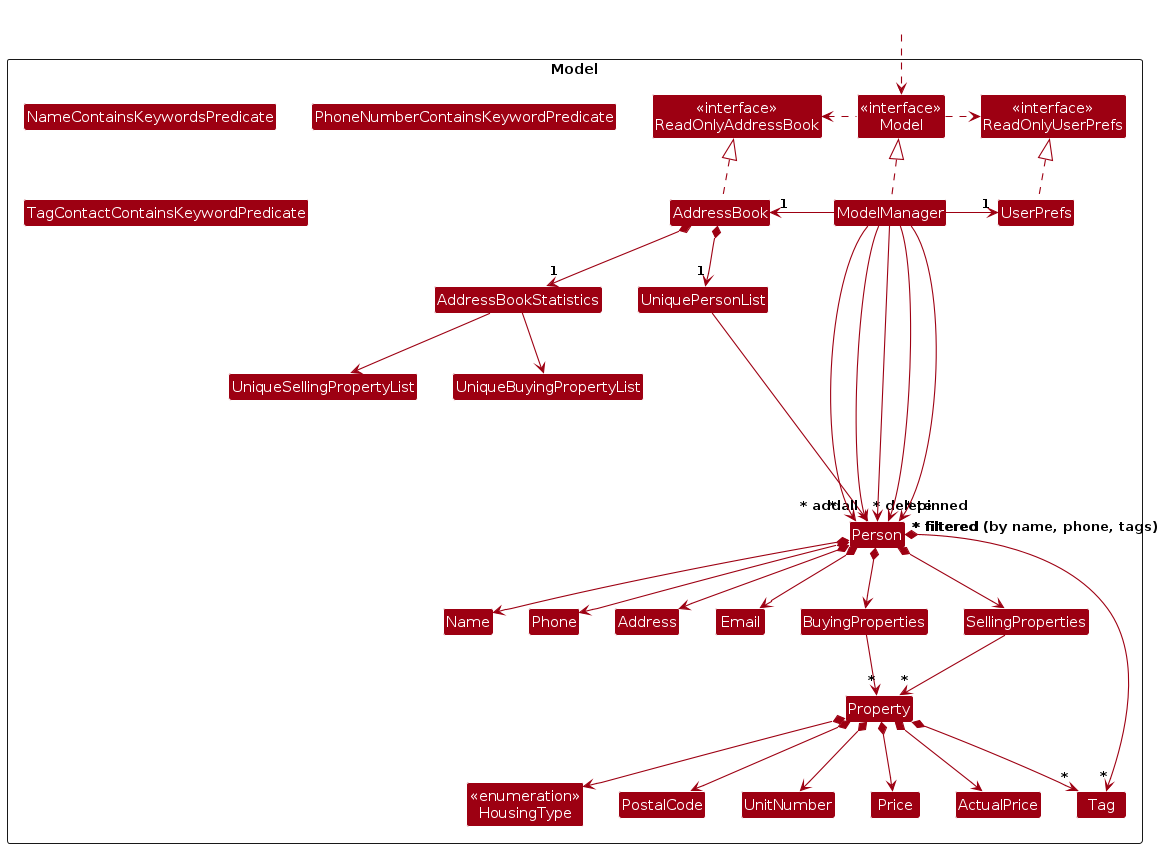 Model
NameContainsKeywordsPredicate
PhoneNumberContainsKeywordPredicate
«interface»
ReadOnlyAddressBook
«interface»
Model
«interface»
ReadOnlyUserPrefs
TagContactContainsKeywordPredicate
AddressBook
1
ModelManager
1
UserPrefs
1
1
AddressBookStatistics
UniquePersonList
UniqueSellingPropertyList
UniqueBuyingPropertyList
* add
* all
* delete
* pinned
Person
* filtered (by name, phone, tags)
Name
Phone
Address
Email
BuyingProperties
SellingProperties
*
*
Property
*
*
«enumeration»
HousingType
PostalCode
UnitNumber
Price
ActualPrice
Tag